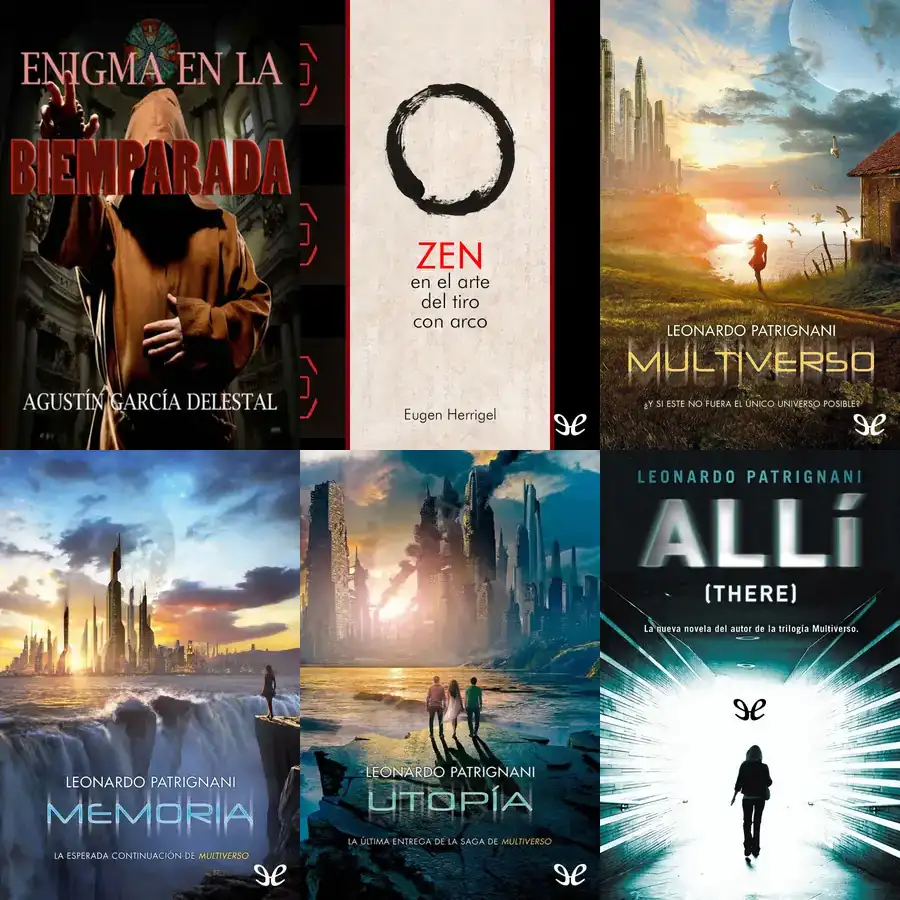 ENIGMA EN LA
BIEMPARADA
AGUSTÍN GARCÍA DELESTAL
ZEN
en el arte
del tiro
con arco
Eugen Herrigel
LEONARDO PATRIGNANI
MULTIVERSO
¿Y SI ESTE NO FUERA EL ÚNICO UNIVERSO POSIBLE?
LEONARDO PATRIGNANI
MEMORIA
LA ESPERADA CONTINUACIÓN DE MULTIVERSO
LEONARDO PATRIGNANI
UTOPÍA
LA ÚLTIMA ENTREGA DE LA SAGA DE MULTIVERSO
LEONARDO PATRIGNANI
ALLÍ
(THERE)
La nueva novela del autor de la trilogía Multiverso.